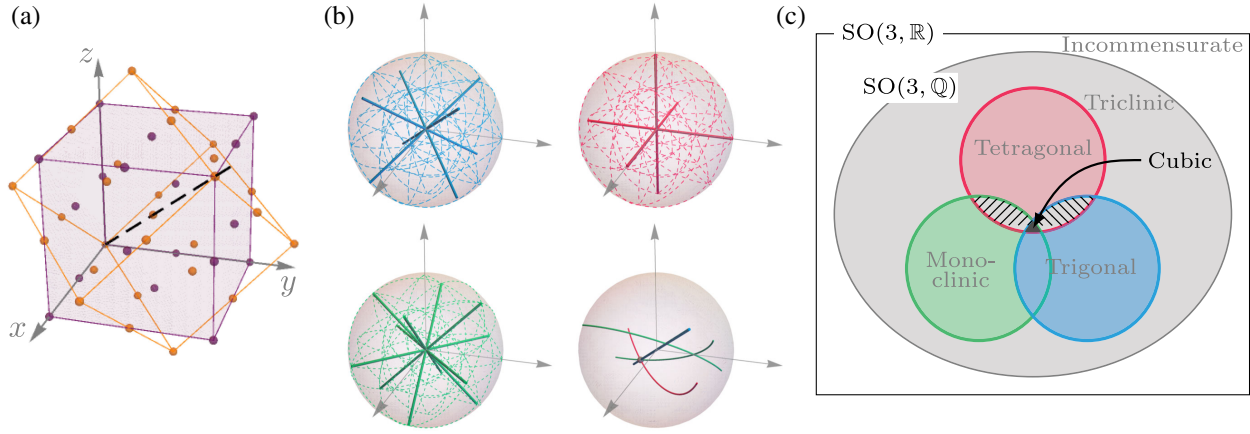 (a)
z
y
x
(b)
(c)
SO(3, ℝ)
Incommensurate
SO(3, ℚ)
Triclinic
Tetragonal
Cubic
Mono-
clinic
Trigonal